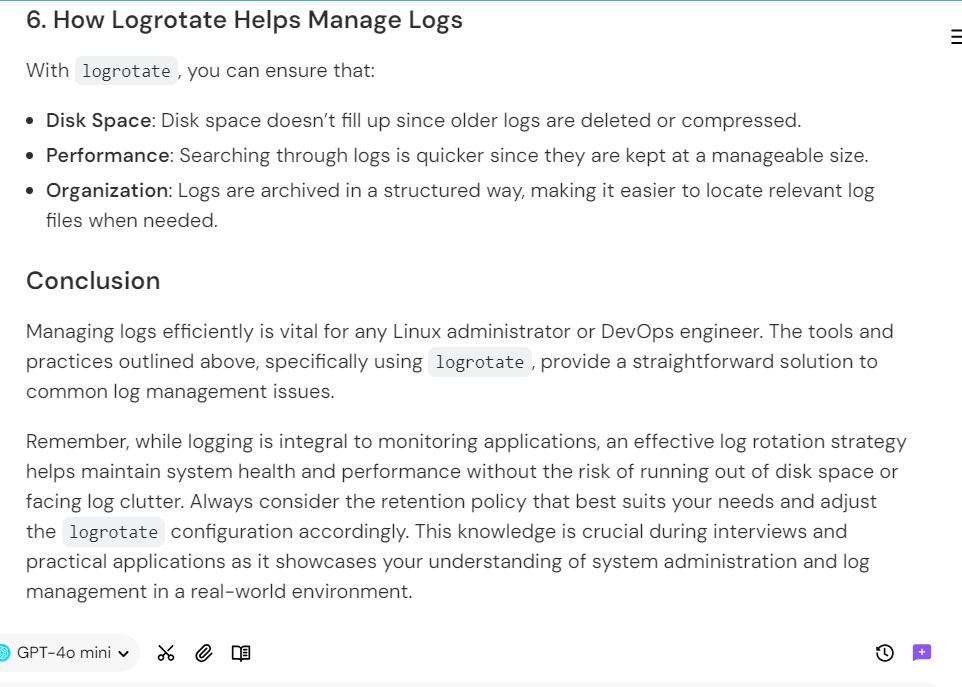 6. How Logrotate Helps Manage Logs
With logrotate, you can ensure that:
• Disk Space: Disk space doesn’t fill up since older logs are deleted or compressed.
• Performance: Searching through logs is quicker since they are kept at a manageable size.
• Organization: Logs are archived in a structured way, making it easier to locate relevant log
files when needed.
Conclusion
Managing logs efficiently is vital for any Linux administrator or DevOps engineer. The tools and
practices outlined above, specifically using logrotate, provide a straightforward solution to
common log management issues.
Remember, while logging is integral to monitoring applications, an effective log rotation strategy
helps maintain system health and performance without the risk of running out of disk space or
facing log clutter. Always consider the retention policy that best suits your needs and adjust
the logrotate configuration accordingly. This knowledge is crucial during interviews and
practical applications as it showcases your understanding of system administration and log
management in a real-world environment.
GPT-4o mini